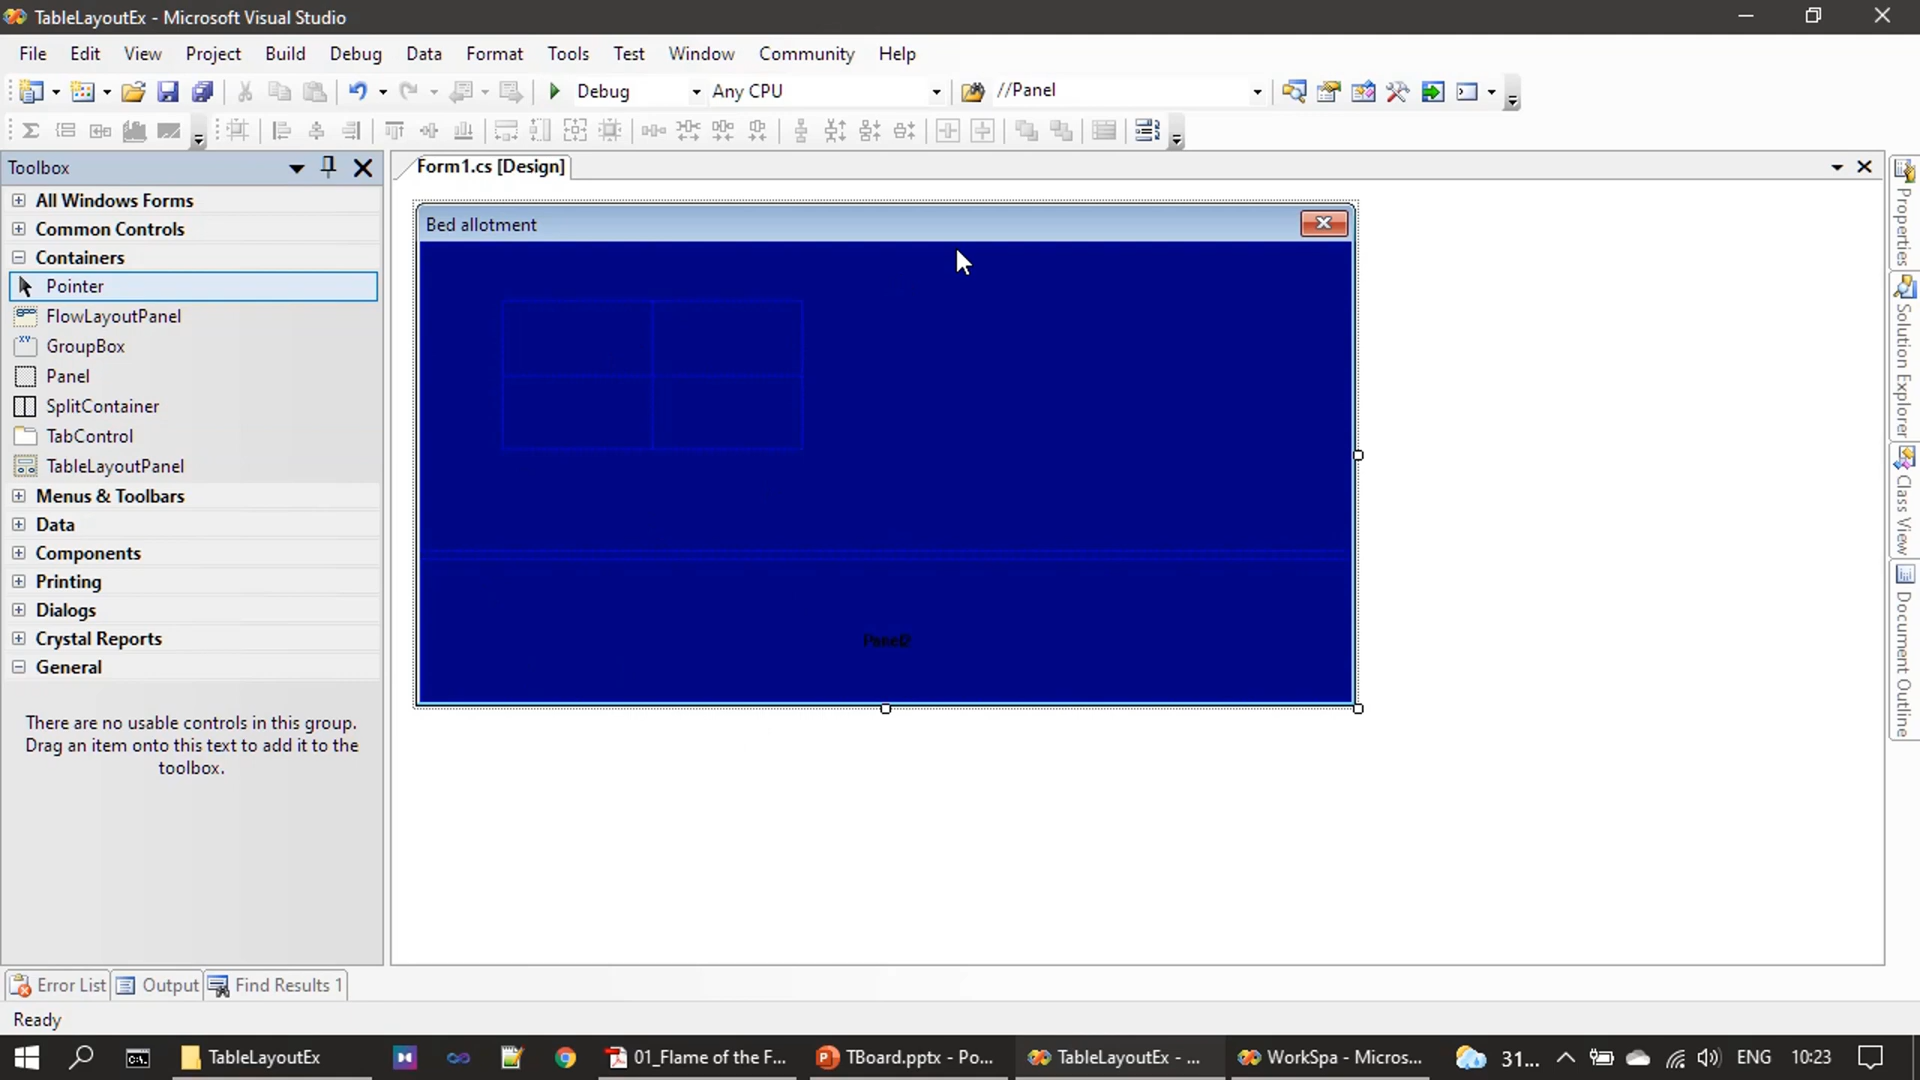 TableLayoutEx - Microsoft Visual Studio
File Edit View Project Build Debug Data Format Tools Test Window Community Help
Debug Any CPU //Panel
Toolbox
All Windows Forms
Common Controls
Containers
Pointer
FlowLayoutPanel
GroupBox
Panel
SplitContainer
TabControl
TableLayoutPanel
Menus & Toolbars
Data
Components
Printing
Dialogs
Crystal Reports
General
There are no usable controls in this group.
Drag an item onto this text to add it to the
toolbox.
Form1.cs [Design]
Bed allotment
Panel2
Properties
Solution Explorer
Class View
Document Outline
Error List Output Find Results 1
Ready
TableLayoutEx 01_Flame of the F... TBoard.pptx - Po... TableLayoutEx - ... WorkSpa - Micros... 31... ENG 10:23